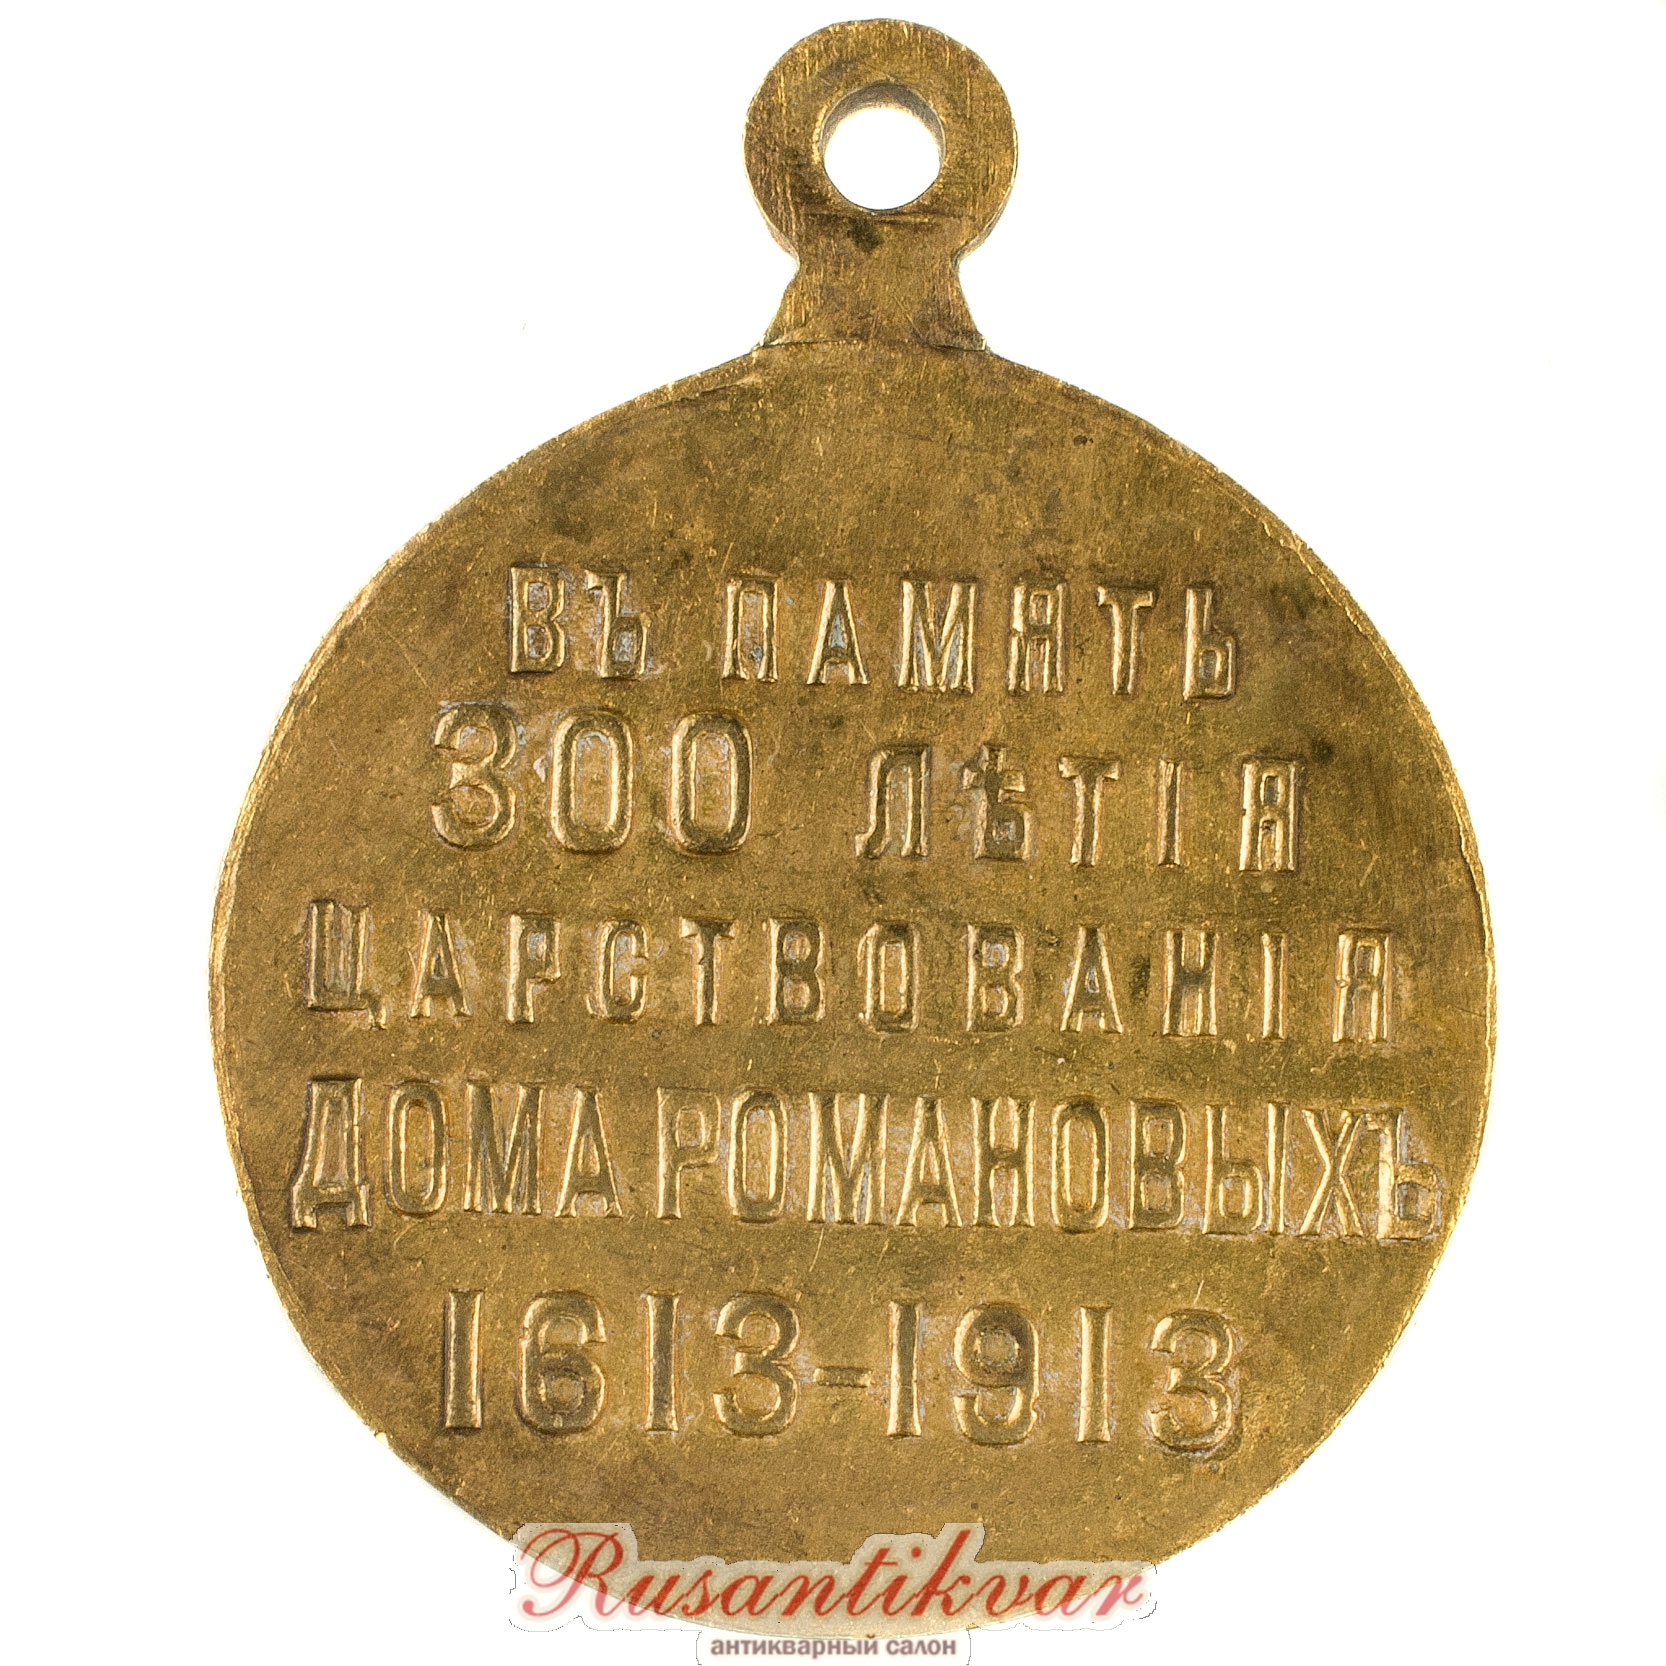 ВЪ ПАМЯТЬ
300 ЛѢТІЯ
ЦАРСТВОВАНІЯ
ДОМА РОМАНОВЫХЪ
1613-1913
Rusantikvar
антикварный салон